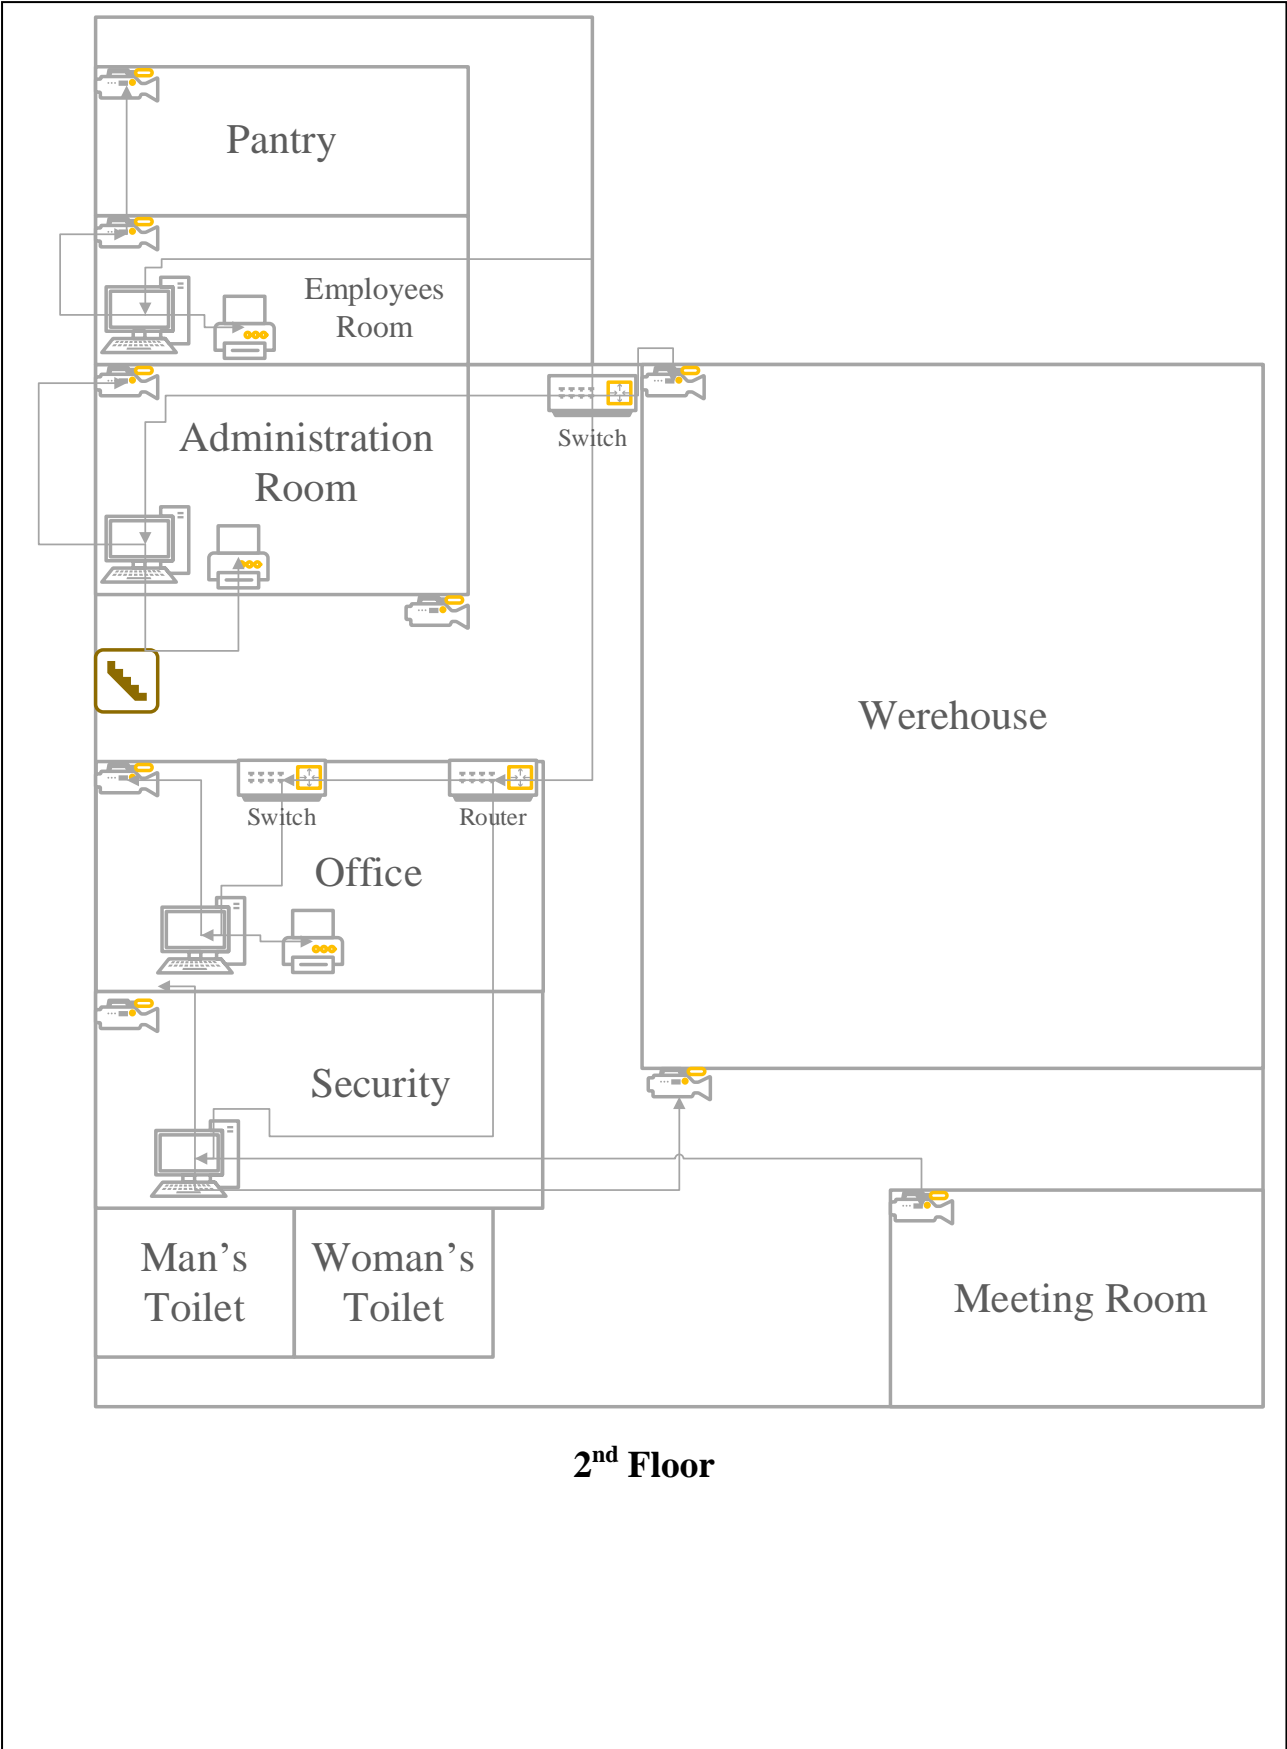 Pantry
Employees
Room
Switch
Administration
Room
Werehouse
Switch
Router
Office
Security
Man's
Toilet
Woman's
Toilet
Meeting Room
2nd Floor